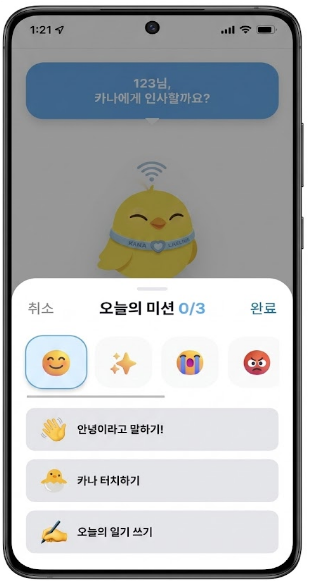 1:21
123님,
카나에게 인사할까요?
취소
오늘의 미션 0/3
완료
안녕이라고 말하기!
카나 터치하기
오늘의 일기 쓰기